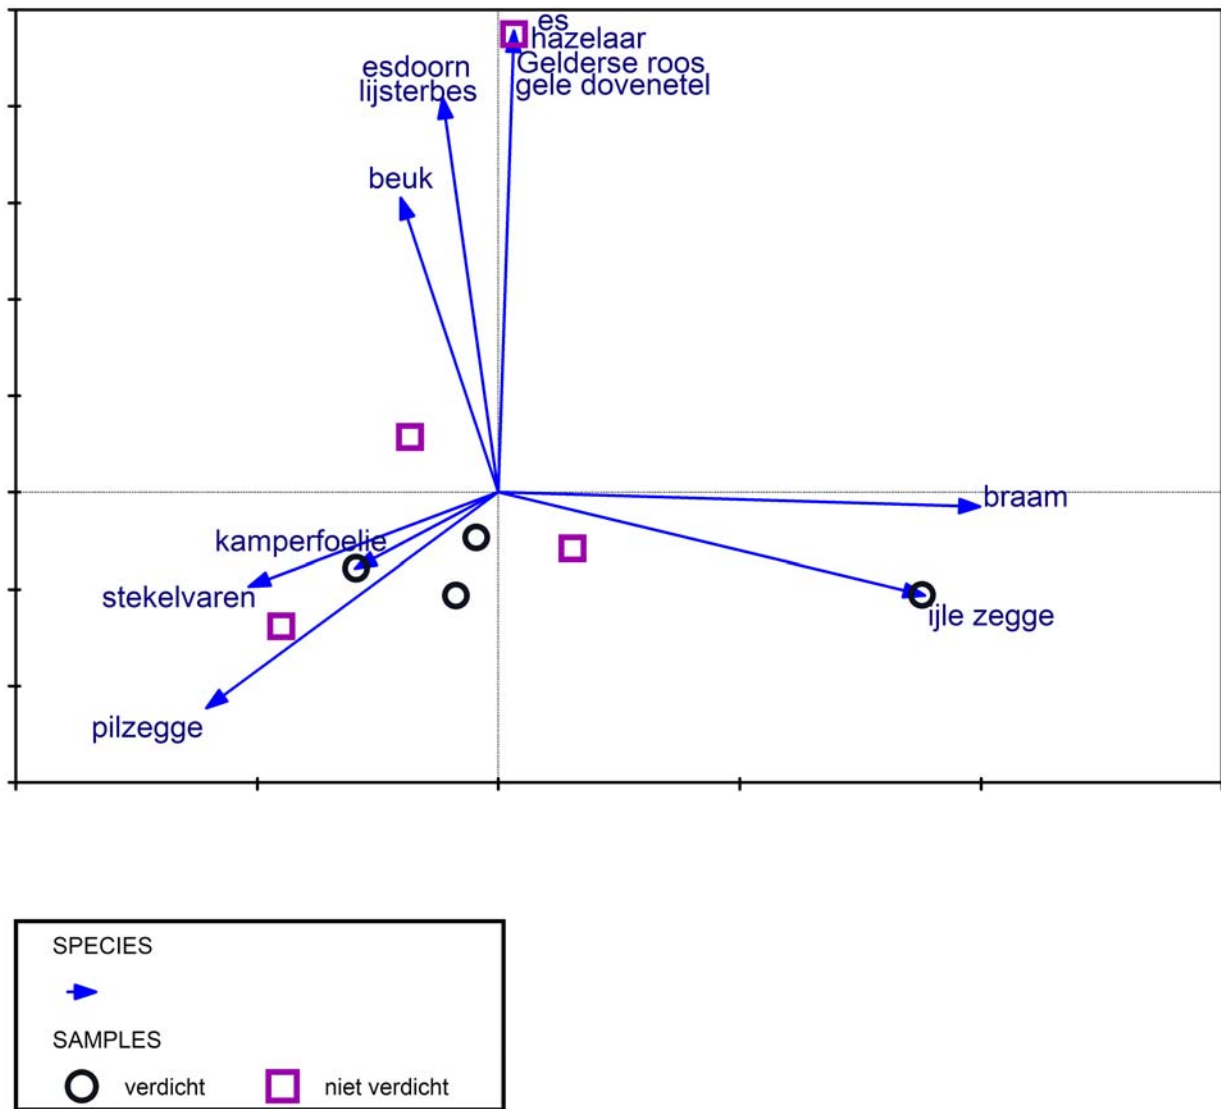 es
hazelaar
Gelderse roos
gele dovenetel
esdoorn
lijsterbes
beuk
braam
kamperfoelie
stekelvaren
ijle zegge
pilzegge
SPECIES
SAMPLES
verdicht
niet verdicht